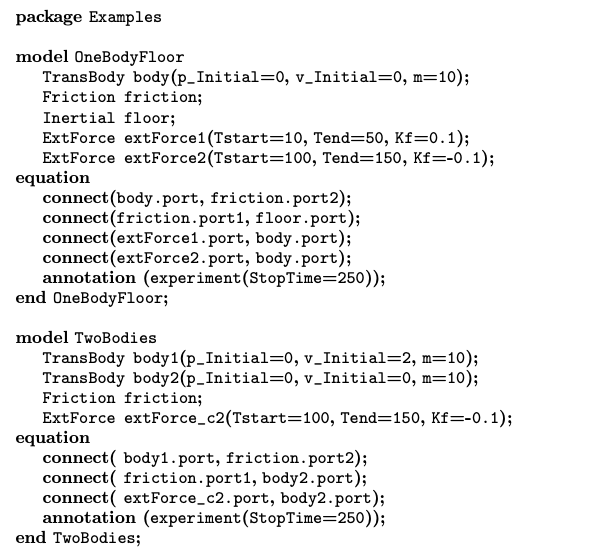 package Examples
model OneBodyFloor
TransBody body(p_Initial=0, v_Initial=0, m=10);
Friction friction;
Inertial floor;
ExtForce extForce1(Tstart=10, Tend=50, Kf=0.1);
ExtForce extForce2(Tstart=100, Tend=150, Kf=-0.1);
equation
connect(body.port, friction.port2);
connect(friction.port1, floor.port);
connect(extForce1.port, body.port);
connect(extForce2.port, body.port);
annotation (experiment(StopTime=250));
end OneBodyFloor;
model TwoBodies
TransBody body1(p_Initial=0, v_Initial=2, m=10);
TransBody body2(p_Initial=0, v_Initial=0, m=10);
Friction friction;
ExtForce extForce_c2(Tstart=100, Tend=150, Kf=-0.1);
equation
connect( body1.port, friction.port2);
connect( friction.port1, body2.port);
connect( extForce_c2.port, body2.port);
annotation (experiment(StopTime=250));
end TwoBodies;